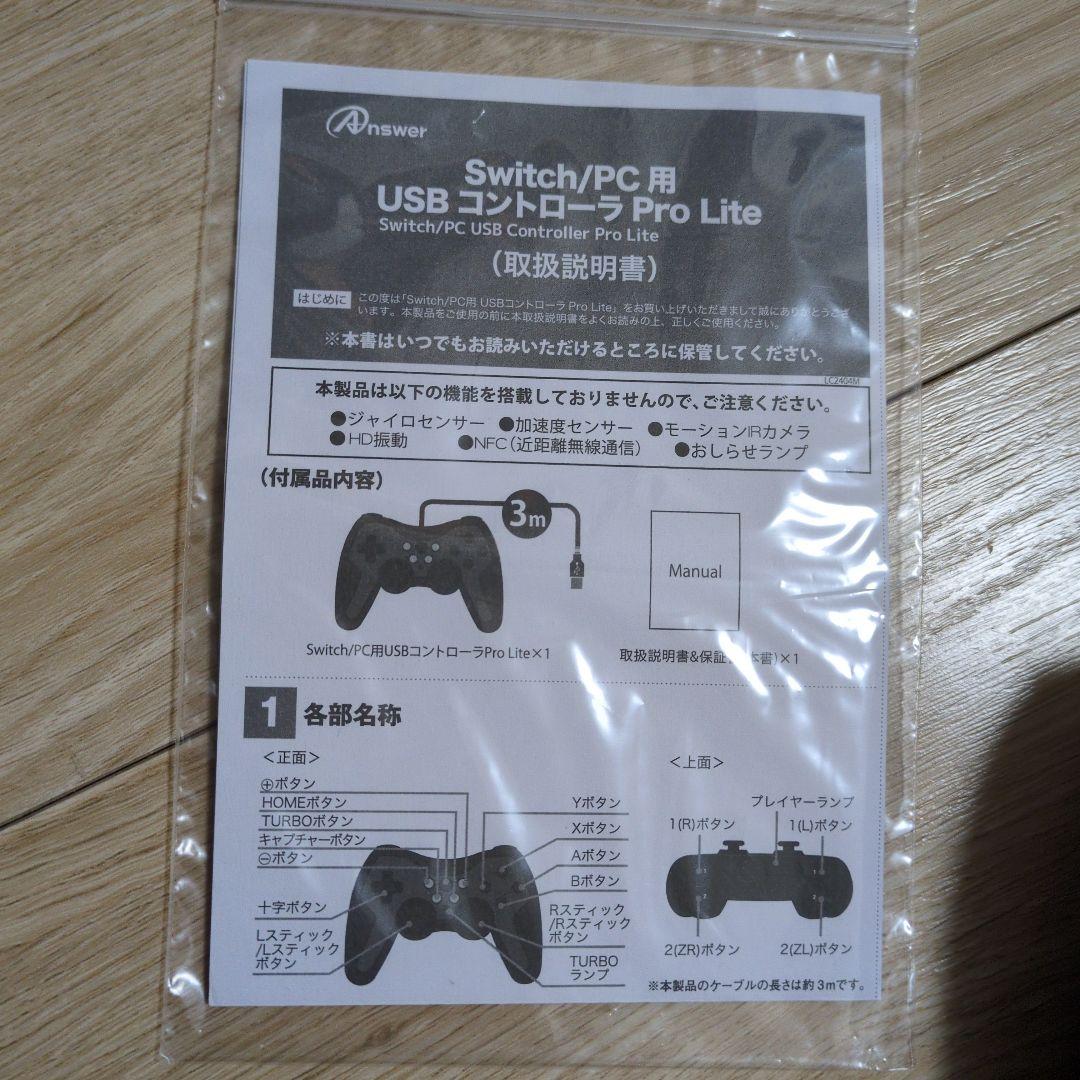 Answer
Switch/PC 用
USB コントローラ Pro Lite
Switch/PC USB Controller Pro Lite
(取扱説明書)
はじめに
この度は「Switch/PC用 USBコントローラ Pro Lite」をお買い上げいただきまして誠にありがとうござ
います。本製品をご使用の前に本取扱説明書をよくお読みの上、正しくご使用ください。
※本書はいつでもお読みいただけるところに保管してください。
LC2404M
本製品は以下の機能を搭載しておりませんので、ご注意ください。
●ジャイロセンサー ●加速度センサー ●モーションIRカメラ
●HD振動 ●NFC(近距離無線通信) ●おしらせランプ
(付属品内容)
3m
Manual
Switch/PC用USBコントローラPro Lite×1
取扱説明書&保証書(本書)×1
1 各部名称
<正面>
⊕ボタン
HOMEボタン
TURBOボタン
キャプチャーボタン
⊖ボタン
十字ボタン
Lスティック
/Lスティック
ボタン
Yボタン
Xボタン
Aボタン
Bボタン
Rスティック
/Rスティック
ボタン
TURBO
ランプ
<上面>
プレイヤーランプ
1(R)ボタン 1(L)ボタン
1 1
2 2
2(ZR)ボタン 2(ZL)ボタン
※本製品のケーブルの長さは約3mです。